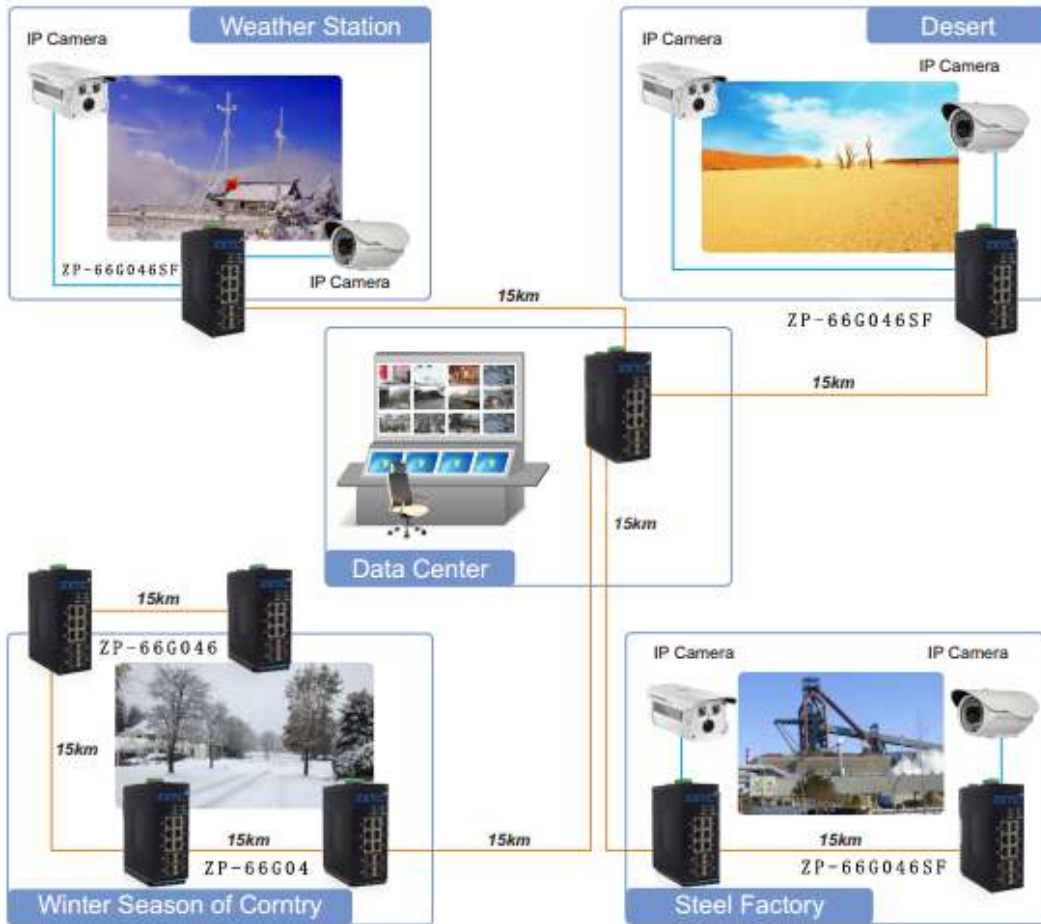 Weather Station
IP Camera
ZP-66G046SF
IP Camera
Desert
IP Camera
IP Camera
ZP-66G046SF
15km
15km
15km
Data Center
15km
ZP-66G046
15km
15km
ZP-66G04
15km
Winter Season of Corntry
IP Camera
IP Camera
15km
ZP-66G046SF
Steel Factory